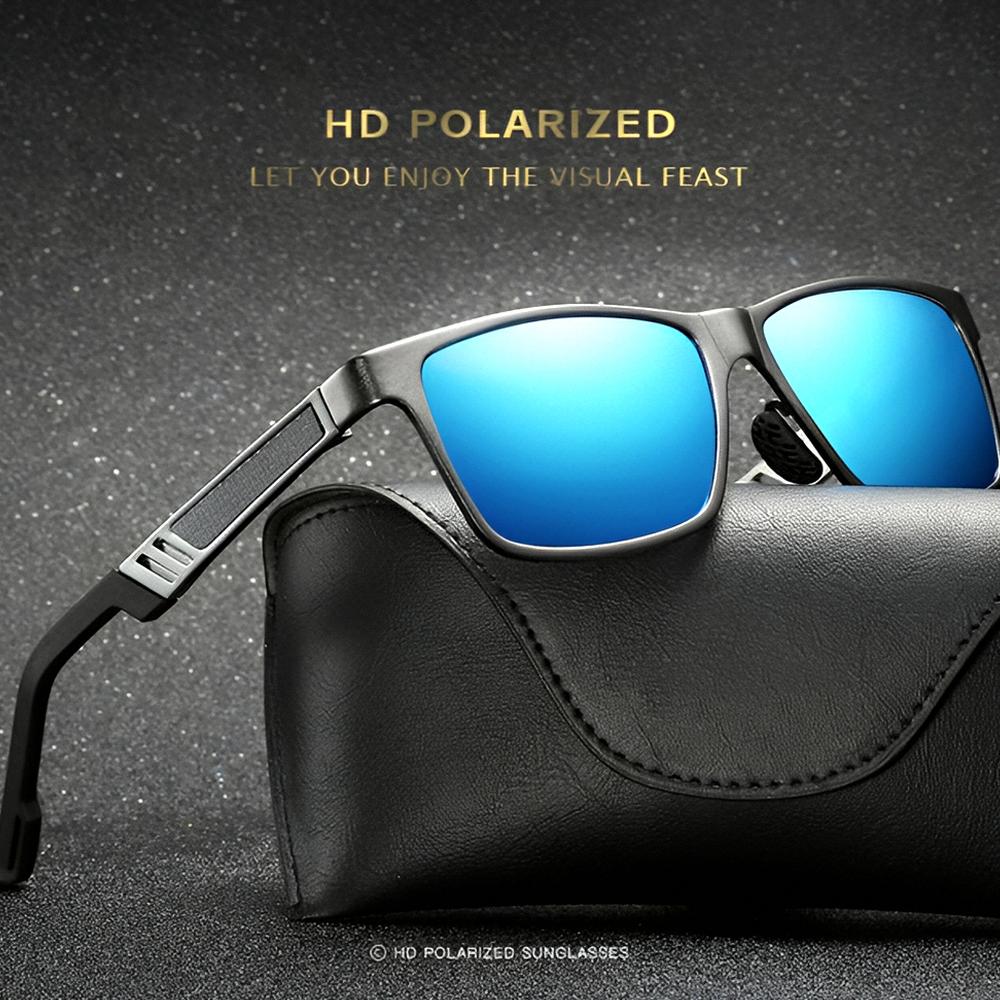 HD POLARIZED
LET YOU ENJOY THE VISUAL FEAST
© HD POLARIZED SUNGLASSES